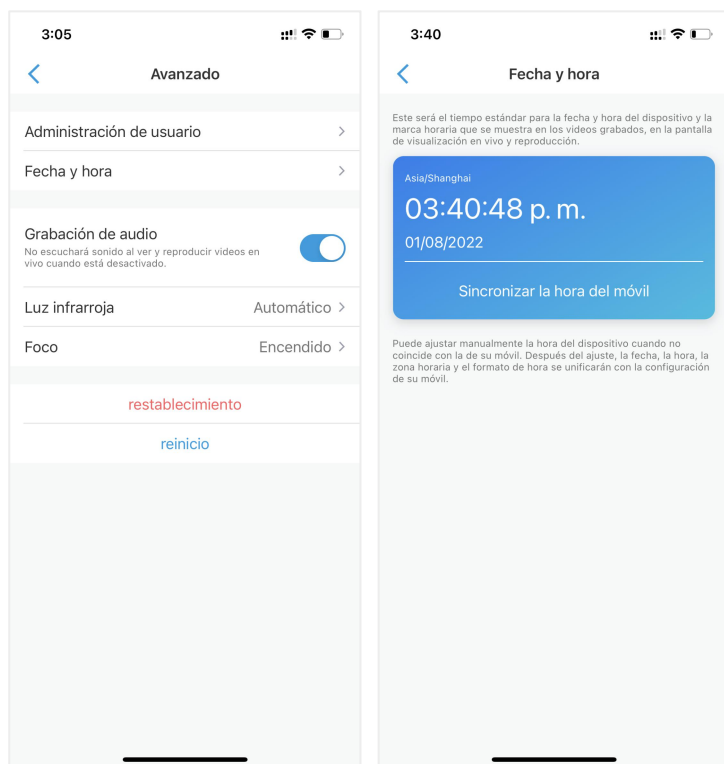 3:05
Avanzado
Administración de usuario
Fecha y hora
Grabación de audio
No escuchará sonido al ver y reproducir videos en
vivo cuando está desactivado.
Luz infrarroja Automático
Foco Encendido
restablecimiento
reinicio
3:40
Fecha y hora
Este será el tiempo estándar para la fecha y hora del dispositivo y la
marca horaria que se muestra en los videos grabados, en la pantalla
de visualización en vivo y reproducción.
Asia/Shanghai
03:40:48 p. m.
01/08/2022
Sincronizar la hora del móvil
Puede ajustar manualmente la hora del dispositivo cuando no
coincide con la de su móvil. Después del ajuste, la fecha, la hora, la
zona horaria y el formato de hora se unificarán con la configuración
de su móvil.